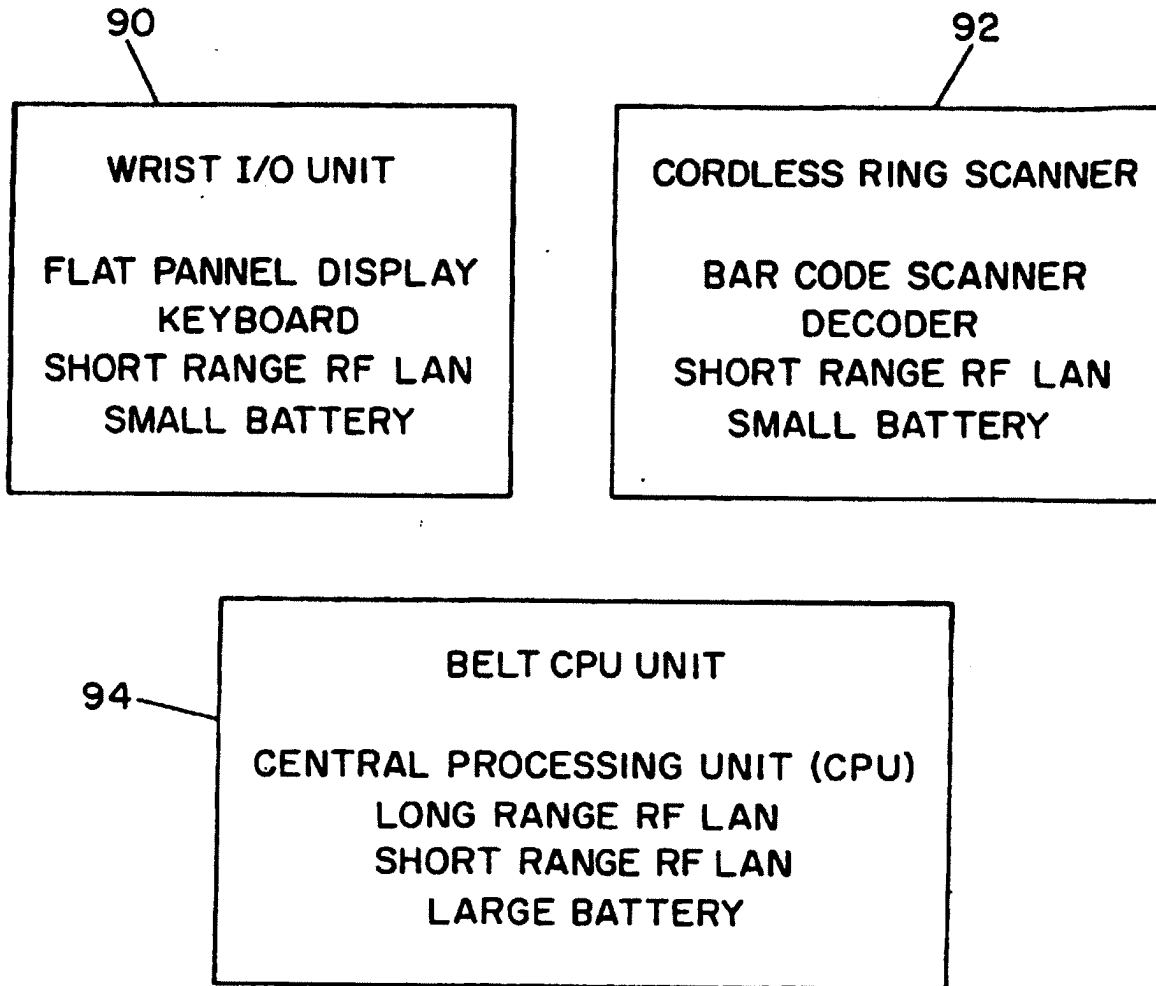 90
92
WRIST I/O UNIT
FLAT PANNEL DISPLAY
KEYBOARD
SHORT RANGE RF LAN
SMALL BATTERY
CORDLESS RING SCANNER
BAR CODE SCANNER
DECODER
SHORT RANGE RF LAN
SMALL BATTERY
94
BELT CPU UNIT
CENTRAL PROCESSING UNIT (CPU)
LONG RANGE RF LAN
SHORT RANGE RF LAN
LARGE BATTERY